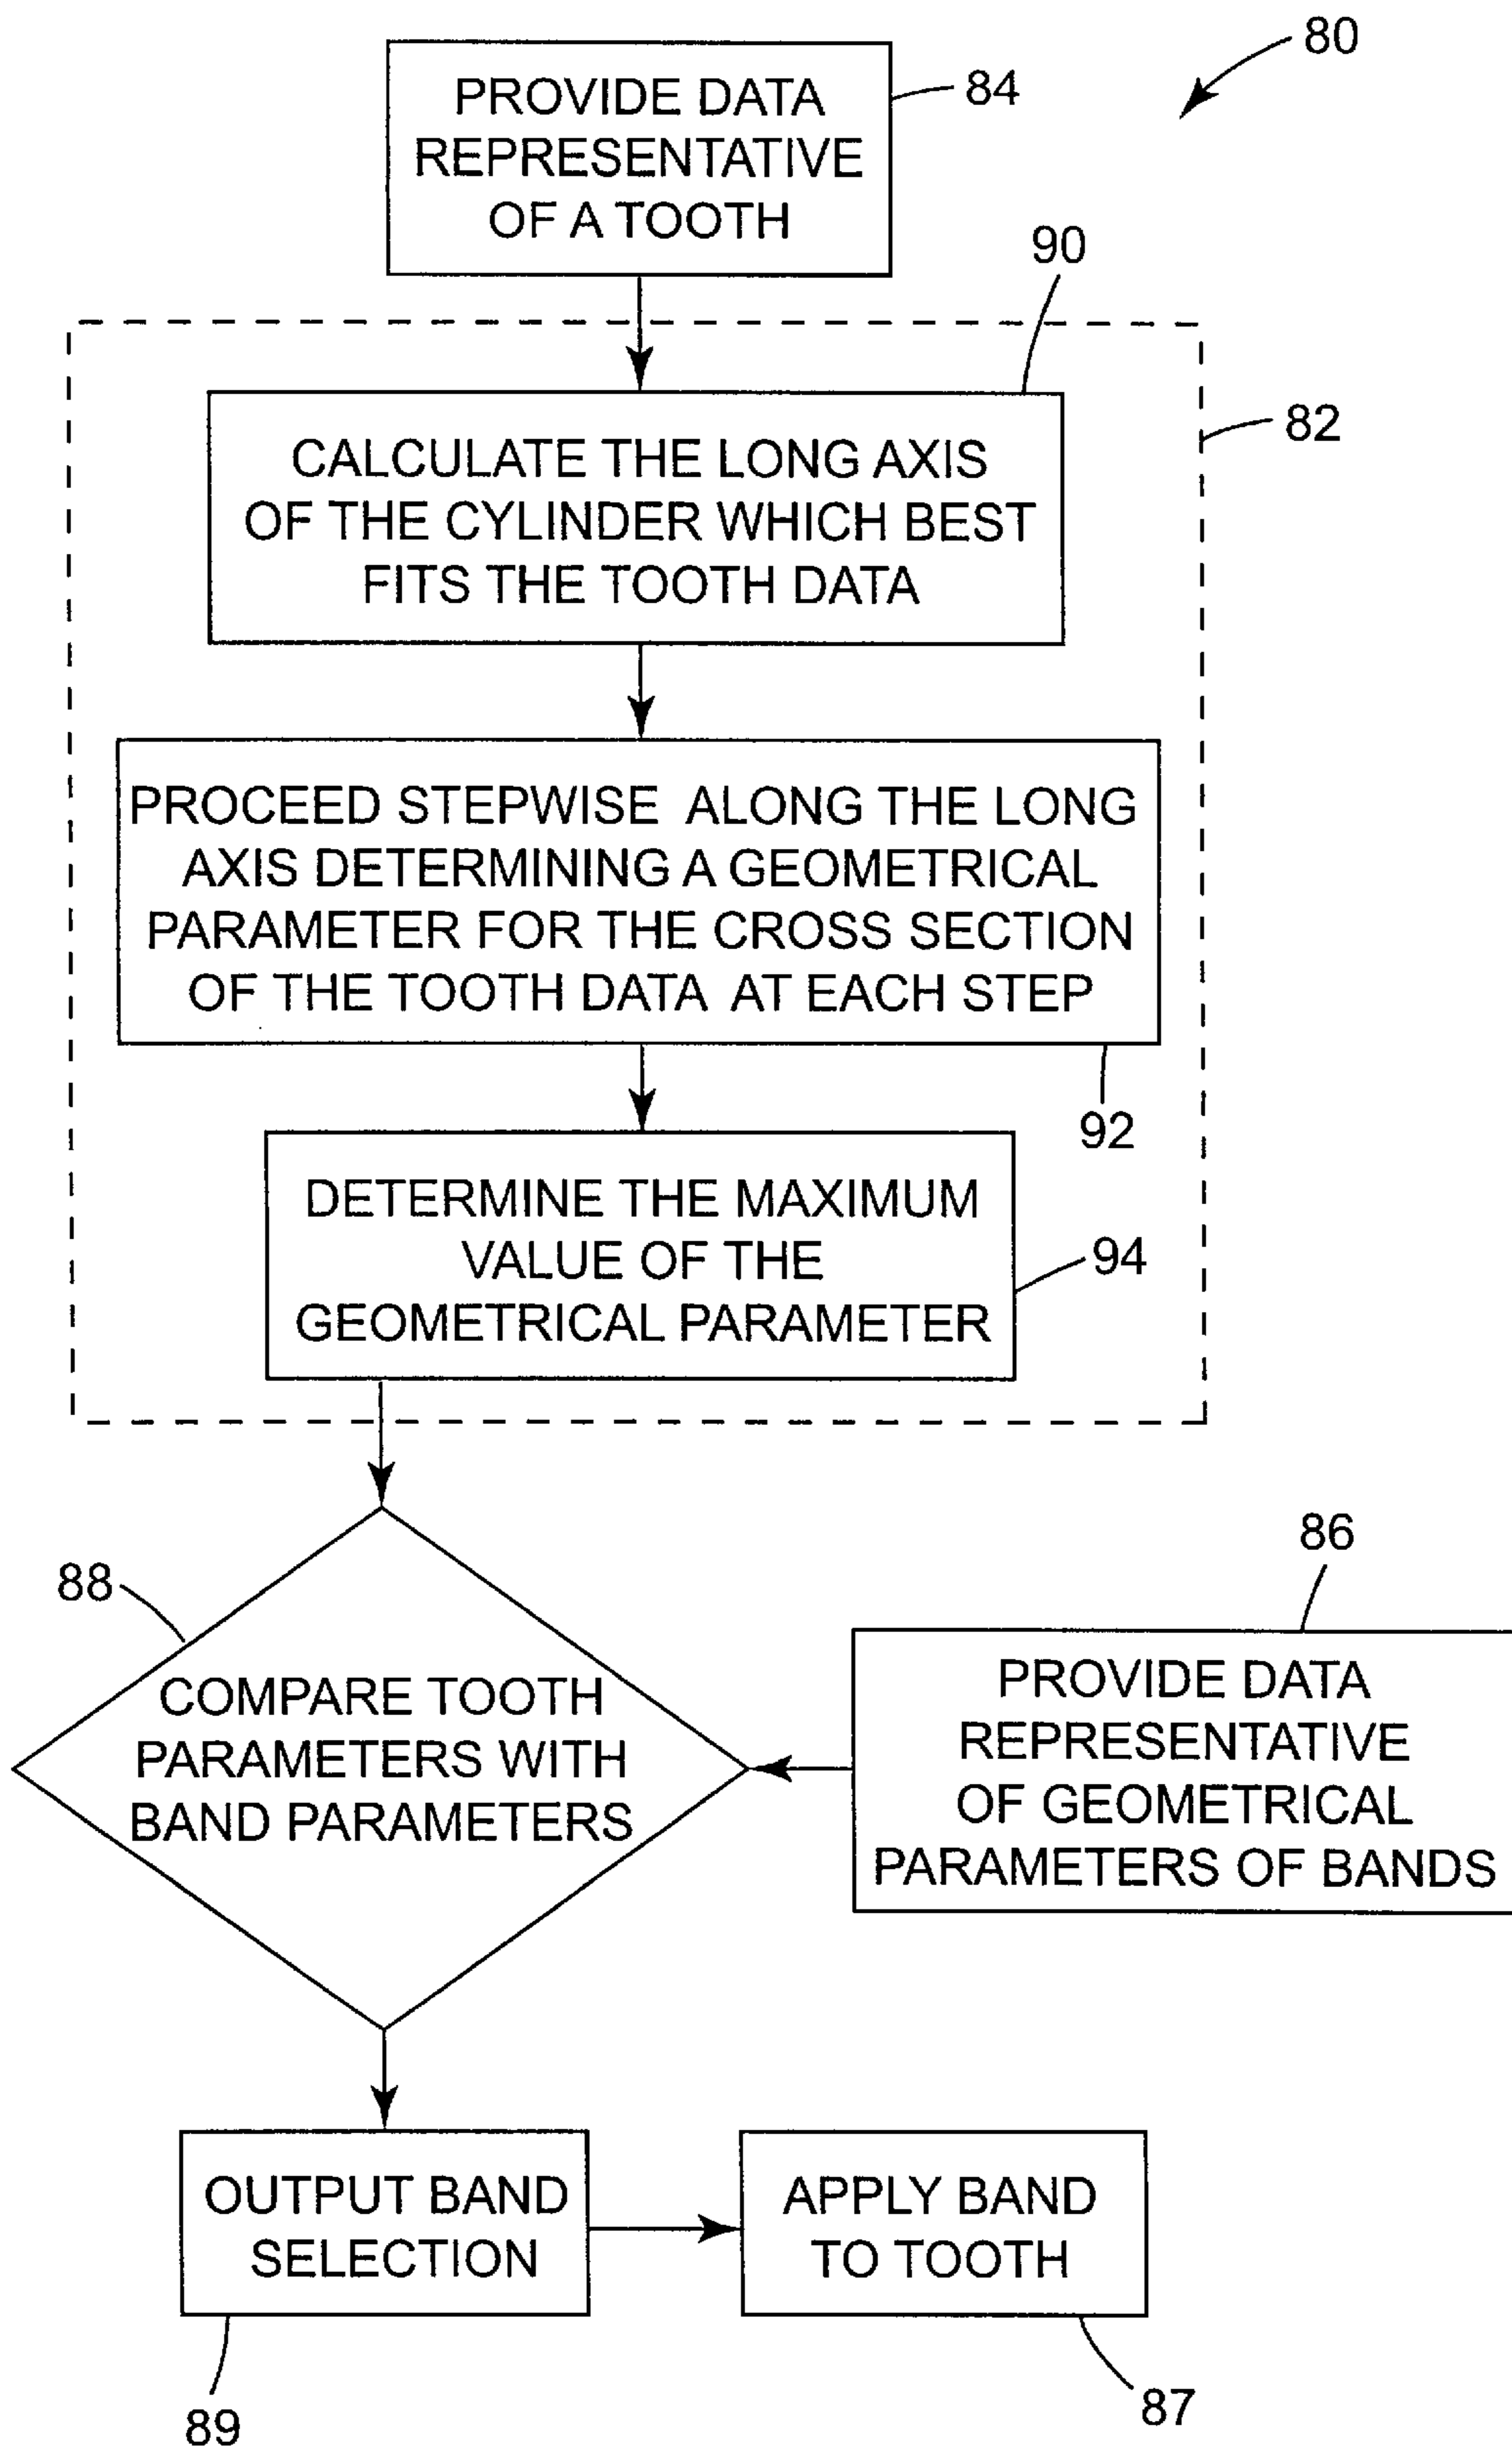 80
PROVIDE DATA
REPRESENTATIVE
OF A TOOTH
84
90
82
CALCULATE THE LONG AXIS
OF THE CYLINDER WHICH BEST
FITS THE TOOTH DATA
PROCEED STEPWISE ALONG THE LONG
AXIS DETERMINING A GEOMETRICAL
PARAMETER FOR THE CROSS SECTION
OF THE TOOTH DATA AT EACH STEP
92
DETERMINE THE MAXIMUM
VALUE OF THE
GEOMETRICAL PARAMETER
94
88
COMPARE TOOTH
PARAMETERS WITH
BAND PARAMETERS
86
PROVIDE DATA
REPRESENTATIVE
OF GEOMETRICAL
PARAMETERS OF BANDS
OUTPUT BAND
SELECTION
89
APPLY BAND
TO TOOTH
87